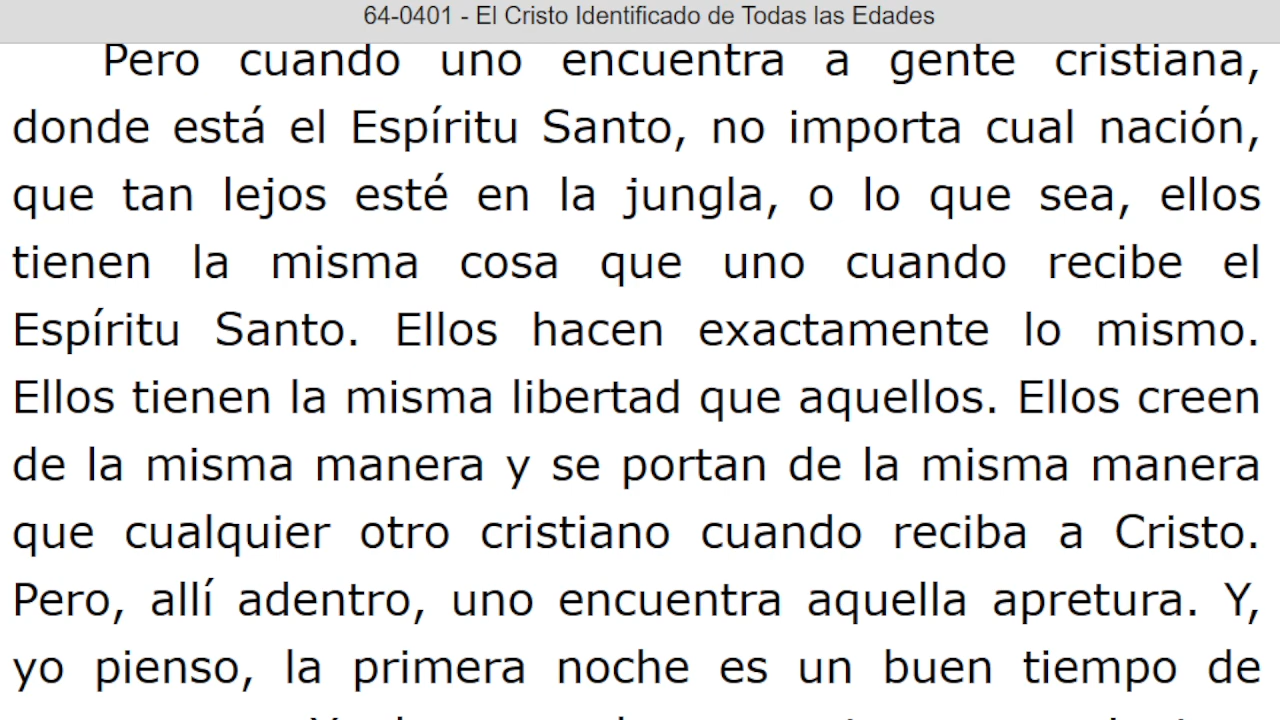 64-0401 - El Cristo Identificado de Todas las Edades
Pero cuando uno encuentra a gente cristiana,
donde está el Espíritu Santo, no importa cual nación,
que tan lejos esté en la jungla, o lo que sea, ellos
tienen la misma cosa que uno cuando recibe el
Espíritu Santo. Ellos hacen exactamente lo mismo.
Ellos tienen la misma libertad que aquellos. Ellos creen
de la misma manera y se portan de la misma manera
que cualquier otro cristiano cuando reciba a Cristo.
Pero, allí adentro, uno encuentra aquella apretura. Y,
yo pienso, la primera noche es un buen tiempo de